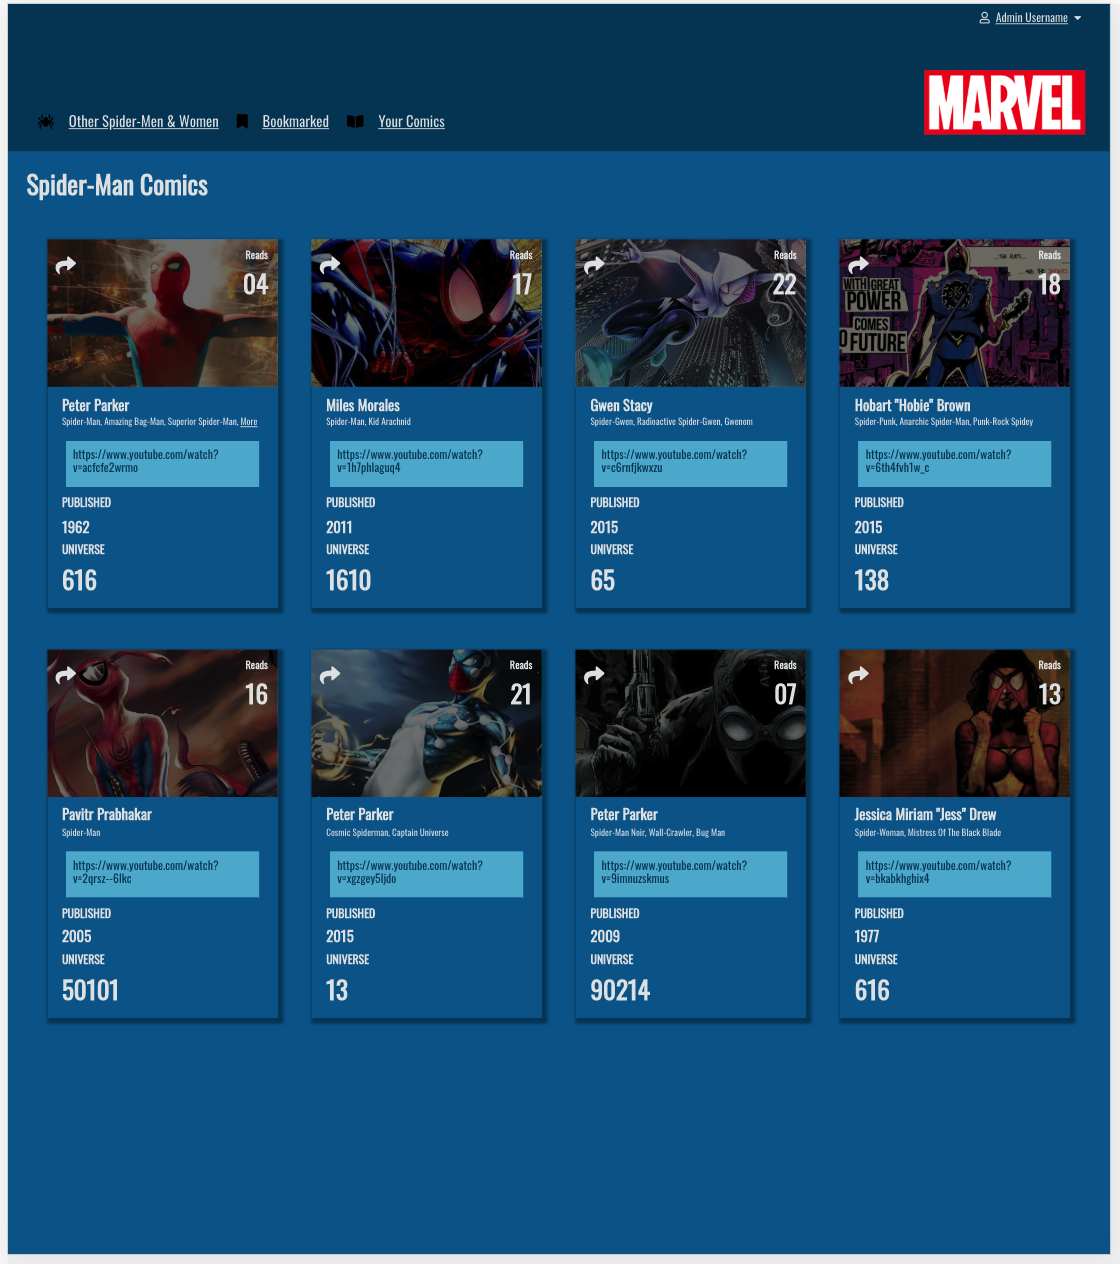 Admin Username
MARVEL
Other Spider-Men & Women
Bookmarked
Your Comics
Spider-Man Comics
Reads
04
Peter Parker
Spider-Man, Amazing Bag-Man, Superior Spider-Man, More
https://www.youtube.com/watch?
v=acfcfe2wrmo
PUBLISHED
1962
UNIVERSE
616
Reads
17
Miles Morales
Spider-Man, Kid Arachnid
https://www.youtube.com/watch?
v=1h7phlaguq4
PUBLISHED
2011
UNIVERSE
1610
Reads
22
Gwen Stacy
Spider-Gwen, Radioactive Spider-Gwen, Gwenom
https://www.youtube.com/watch?
v=c6rnfjkwxzu
PUBLISHED
2015
UNIVERSE
65
Reads
18
WITH GREAT
POWER
COMES
O FUTURE
Hobart "Hobie" Brown
Spider-Punk, Anarchic Spider-Man, Punk-Rock Spidey
https://www.youtube.com/watch?
v=6th4fvh1w_c
PUBLISHED
2015
UNIVERSE
138
Reads
16
Pavitr Prabhakar
Spider-Man
https://www.youtube.com/watch?
v=2qrsz--6lkc
PUBLISHED
2005
UNIVERSE
50101
Reads
21
Peter Parker
Cosmic Spiderman, Captain Universe
https://www.youtube.com/watch?
v=xgzgey5ljdo
PUBLISHED
2015
UNIVERSE
13
Reads
07
Peter Parker
Spider-Man Noir, Wall-Crawler, Bug Man
https://www.youtube.com/watch?
v=9imnuzskmus
PUBLISHED
2009
UNIVERSE
90214
Reads
13
Jessica Miriam "Jess" Drew
Spider-Woman, Mistress Of The Black Blade
https://www.youtube.com/watch?
v=bkabkhghix4
PUBLISHED
1977
UNIVERSE
616